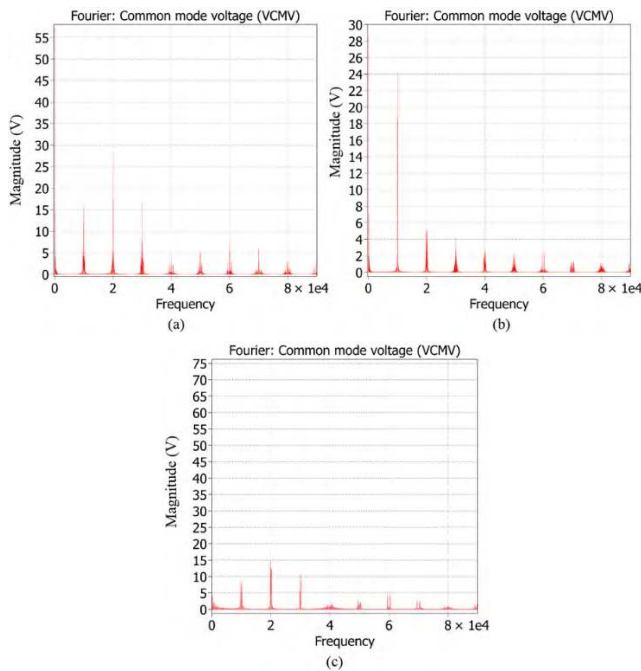 Fourier: Common mode voltage (VCMV)
55
50
45
40
35
30
25
20
15
10
5
0
Magnitude (V)
0 2 4 6 8 × 1e4
Frequency
(a)
Fourier: Common mode voltage (VCMV)
30
28
26
24
22
20
18
16
14
12
10
8
6
4
2
0
Magnitude (V)
0 2 4 6 8 × 1e4
Frequency
(b)
Fourier: Common mode voltage (VCMV)
75
70
65
60
55
50
45
40
35
30
25
20
15
10
5
0
Magnitude (V)
0 2 4 6 8 × 1e4
Frequency
(c)